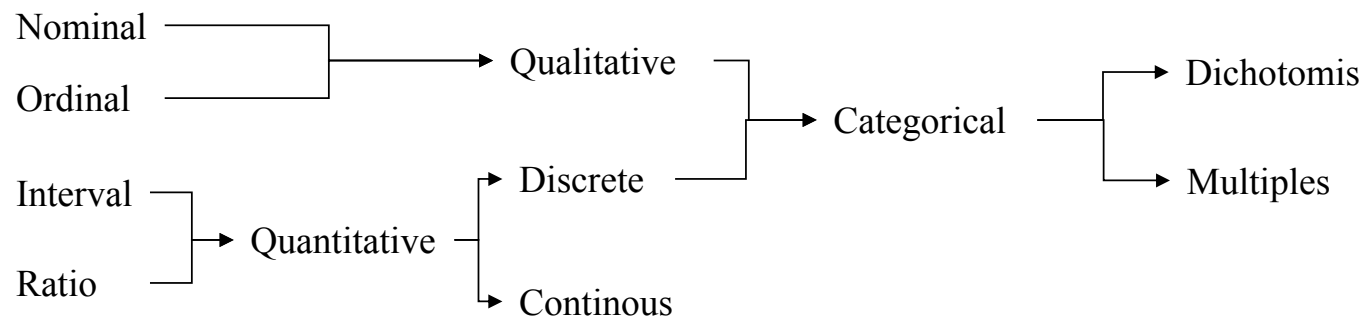 Nominal
Ordinal
Qualitative
Categorical
Dichotomis
Multiples
Interval
Ratio
Quantitative
Discrete
Continous